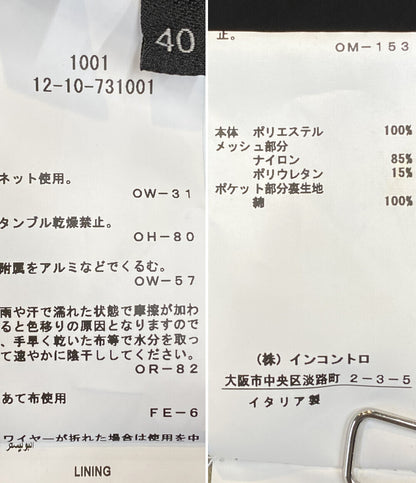 40
1001
12-10-731001
ネット使用。
OW-31
タンブル乾燥禁止。
OH-80
附属をアルミなどでくるむ。
OW-57
雨や汗で濡れた状態で摩擦が加わ
ると色移りの原因となりますので
、手早く乾いた布等で水分を取っ
て速やかに陰干ししてください。
OR-82
あて布使用
FE-6
ワイヤーが折れた場合は使用を中
LINING
止。
OM-153
本体 ポリエステル 100%
メッシュ部分
ナイロン 85%
ポリウレタン 15%
ポケット部分裏生地
綿 100%
(株) インコントロ
大阪市中央区淡路町 2-3-5
イタリア製